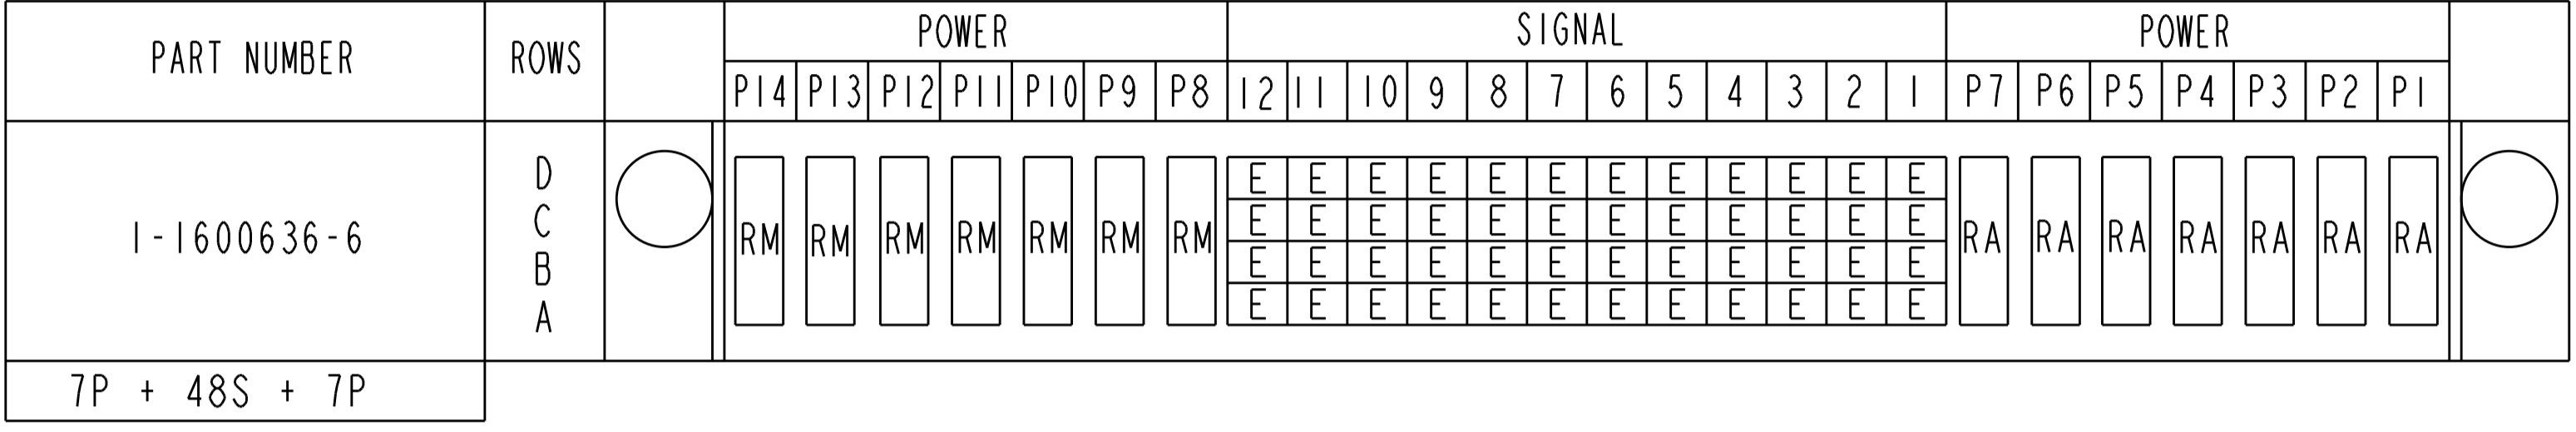 PART NUMBER ROWS POWER SIGNAL POWER
P14 P13 P12 P11 P10 P9 P8 12 11 10 9 8 7 6 5 4 3 2 1 P7 P6 P5 P4 P3 P2 P1
D E E E E E E E E E E E E
C E E E E E E E E E E E E
1-1600636-6 RM RM RM RM RM RM RM RA RA RA RA RA RA RA
B E E E E E E E E E E E E
A E E E E E E E E E E E E
7P + 48S + 7P